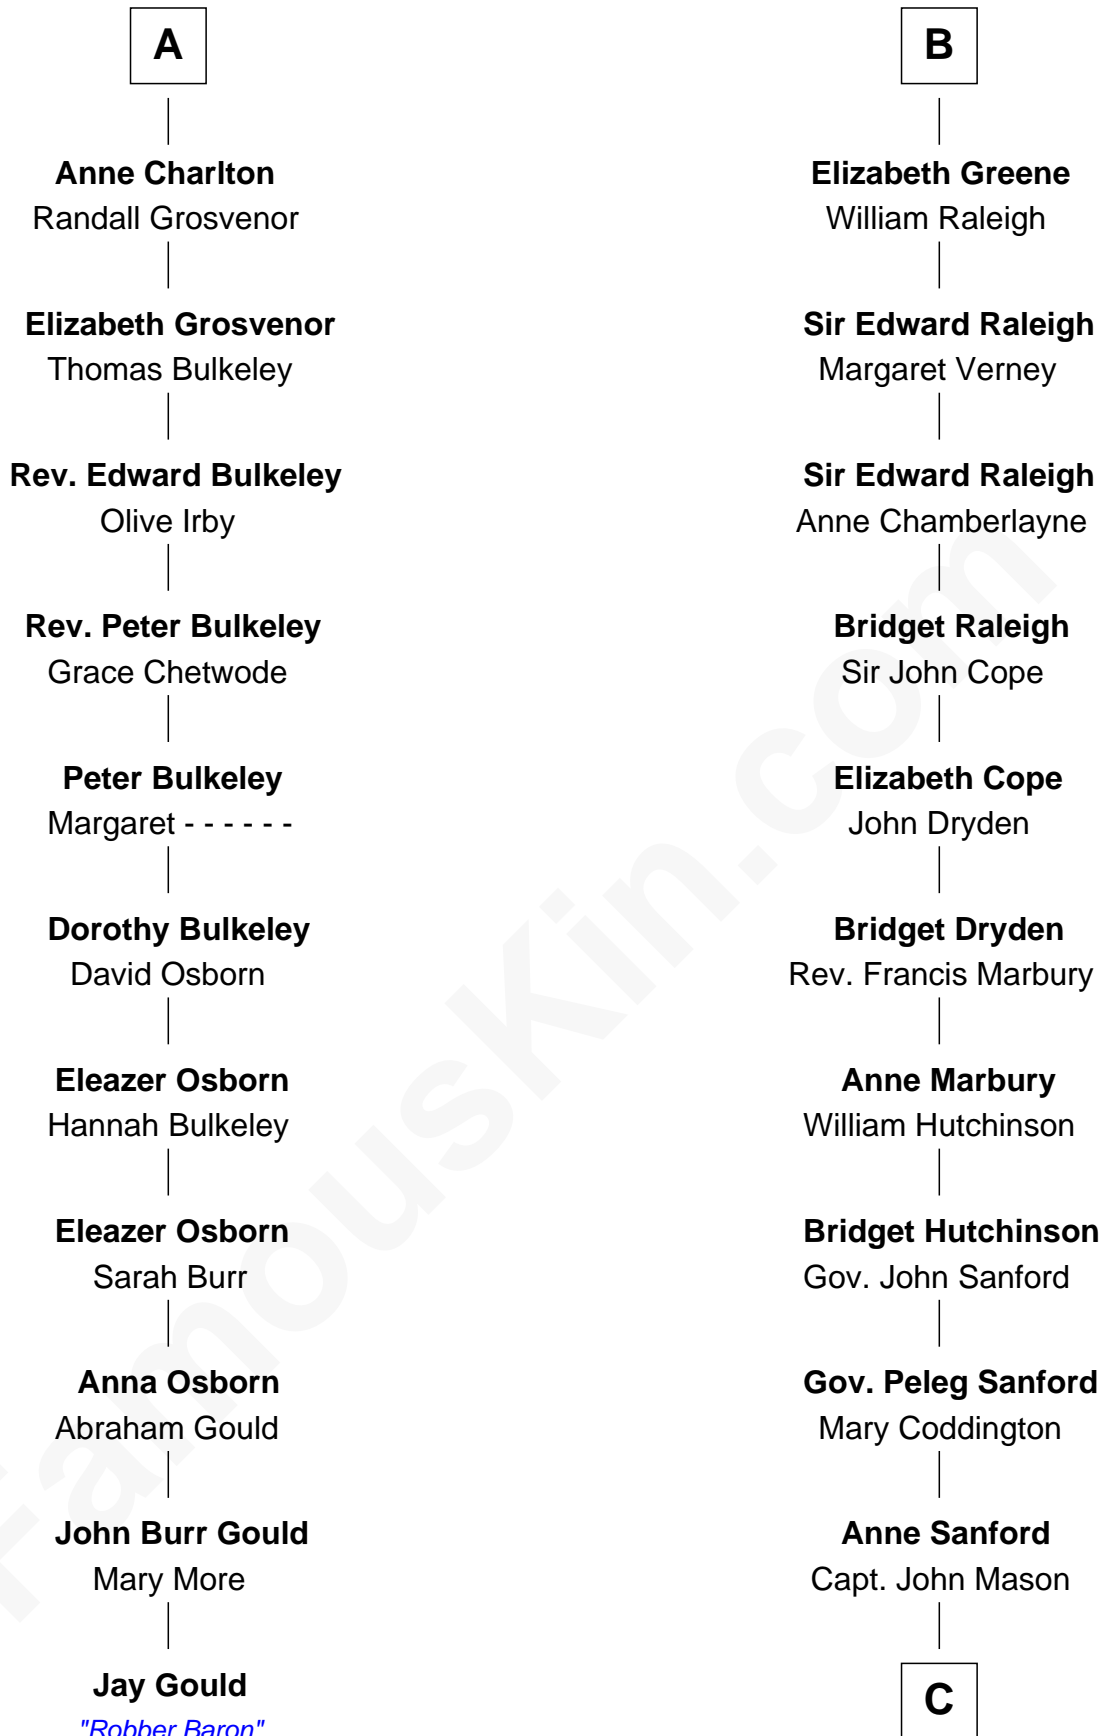 A
Anne Charlton
Randall Grosvenor
Elizabeth Grosvenor
Thomas Bulkeley
Rev. Edward Bulkeley
Olive Irby
Rev. Peter Bulkeley
Grace Chetwode
Peter Bulkeley
Margaret - - - - - -
Dorothy Bulkeley
David Osborn
Eleazer Osborn
Hannah Bulkeley
Eleazer Osborn
Sarah Burr
Anna Osborn
Abraham Gould
John Burr Gould
Mary More
Jay Gould
"Robber Baron"
B
Elizabeth Greene
William Raleigh
Sir Edward Raleigh
Margaret Verney
Sir Edward Raleigh
Anne Chamberlayne
Bridget Raleigh
Sir John Cope
Elizabeth Cope
John Dryden
Bridget Dryden
Rev. Francis Marbury
Anne Marbury
William Hutchinson
Bridget Hutchinson
Gov. John Sanford
Gov. Peleg Sanford
Mary Coddington
Anne Sanford
Capt. John Mason
C
FamousKin.com